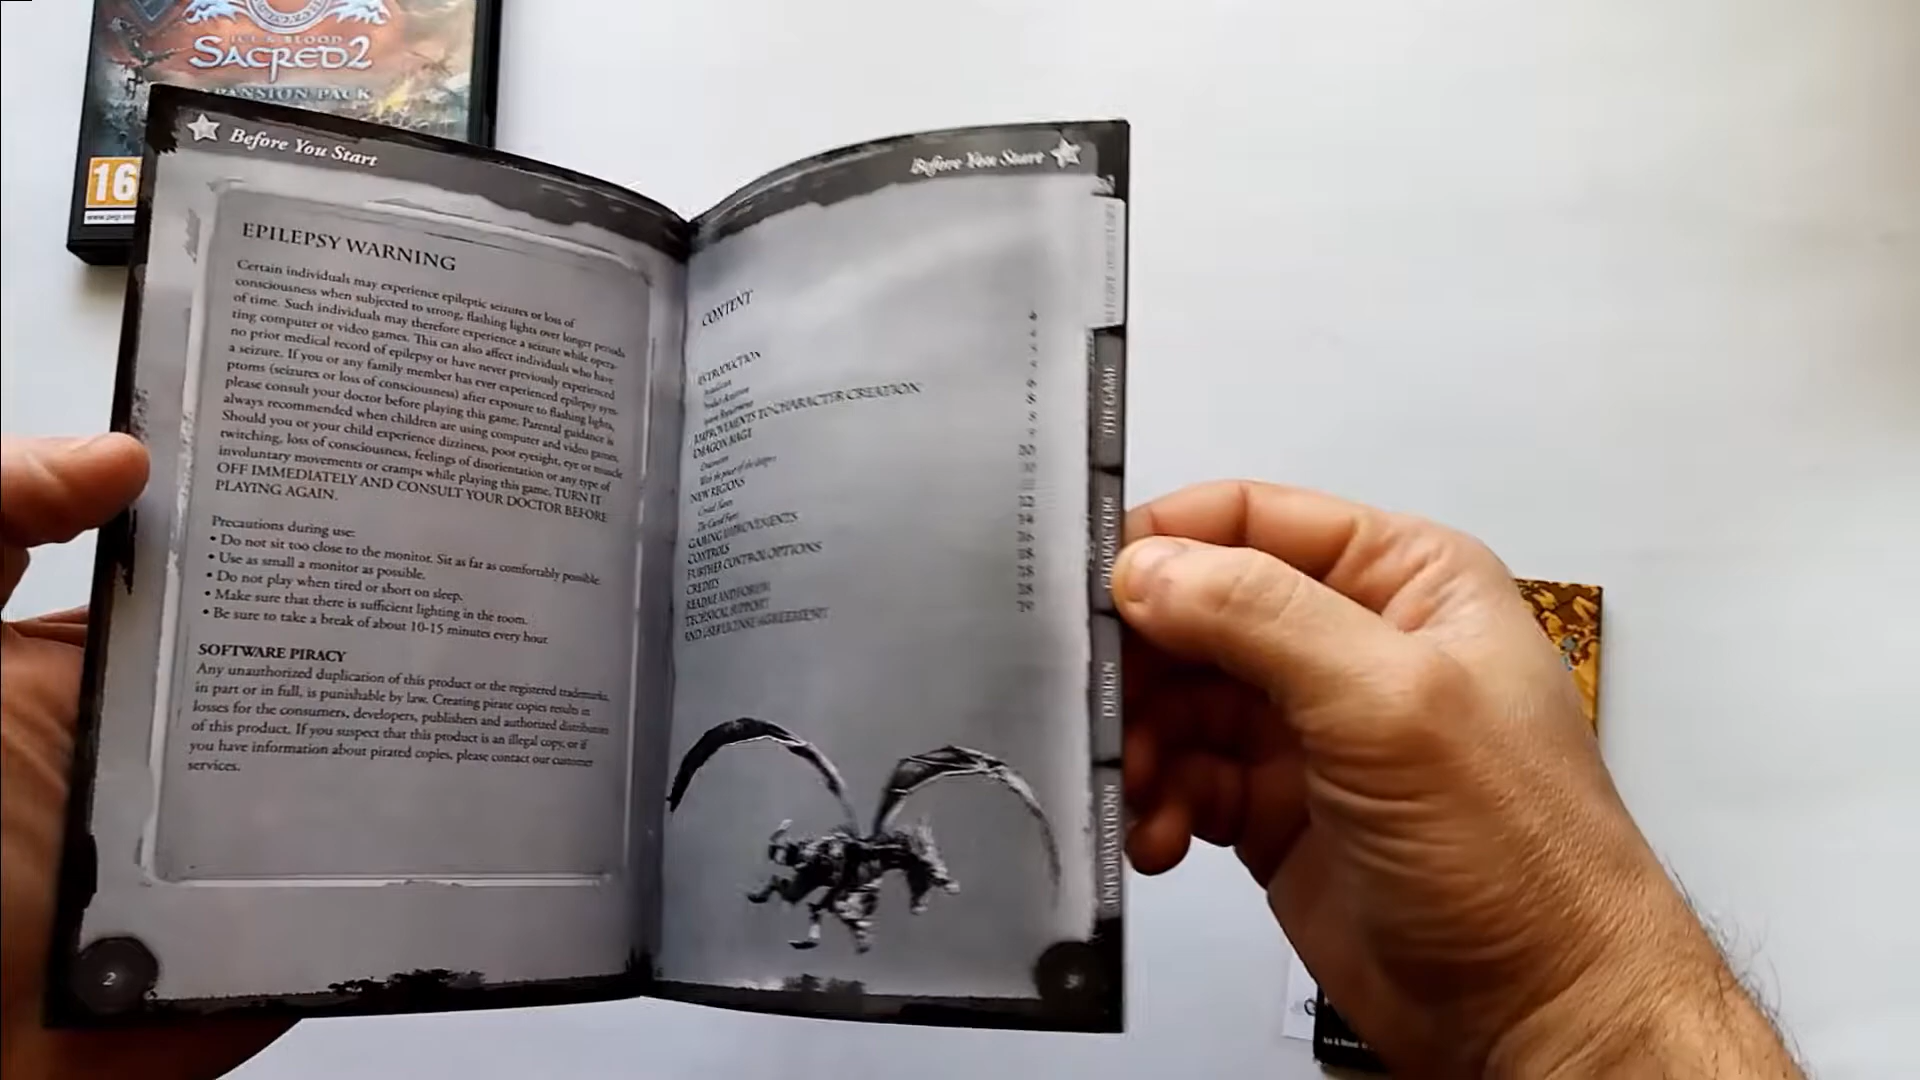 ICE & BLOOD
SACRED 2
EXPANSION PACK
16
Before You Start
EPILEPSY WARNING
Certain individuals may experience epileptic seizures or loss of
consciousness when subjected to strong, flashing lights over longer periods
of time. Such individuals may therefore experience a seizure while opera-
ting computer or video games. This can also affect individuals who have
no prior medical record of epilepsy or have never previously experienced
a seizure. If you or any family member has ever experienced epilepsy sym-
ptoms (seizures or loss of consciousness) after exposure to flashing lights,
please consult your doctor before playing this game. Parental guidance is
always recommended when children are using computer and video games.
Should you or your child experience dizziness, poor eyesight, eye or muscle
twitching, loss of consciousness, feelings of disorientation or any type of
involuntary movements or cramps while playing this game, TURN IT
OFF IMMEDIATELY AND CONSULT YOUR DOCTOR BEFORE
PLAYING AGAIN.
Precautions during use:
• Do not sit too close to the monitor. Sit as far as comfortably possible.
• Use as small a monitor as possible.
• Do not play when tired or short on sleep.
• Make sure that there is sufficient lighting in the room.
• Be sure to take a break of about 10-15 minutes every hour
SOFTWARE PIRACY
Any unauthorized duplication of this product or the registered trademarks,
in part or in full, is punishable by law. Creating pirate copies results in
losses for the consumers, developers, publishers and authorized distributors
of this product. If you suspect that this product is an illegal copy, or if
you have information about pirated copies, please contact our customer
services.
2
Before You Start
CONTENT
INTRODUCTION
IMPROVEMENTS TO CHARACTER CREATION
DRAGON MAGE
NEW REGIONS
Crystal Plane
The Cursed Forest
GAMING IMPROVEMENTS
CONTROLS
FURTHER CONTROL OPTIONS
CREDITS
README AND FORUM
TECHNICAL SUPPORT
END USER LICENSE AGREEMENT
THE GAME
CHARACTERS
DESIGN
INFORMATIONS